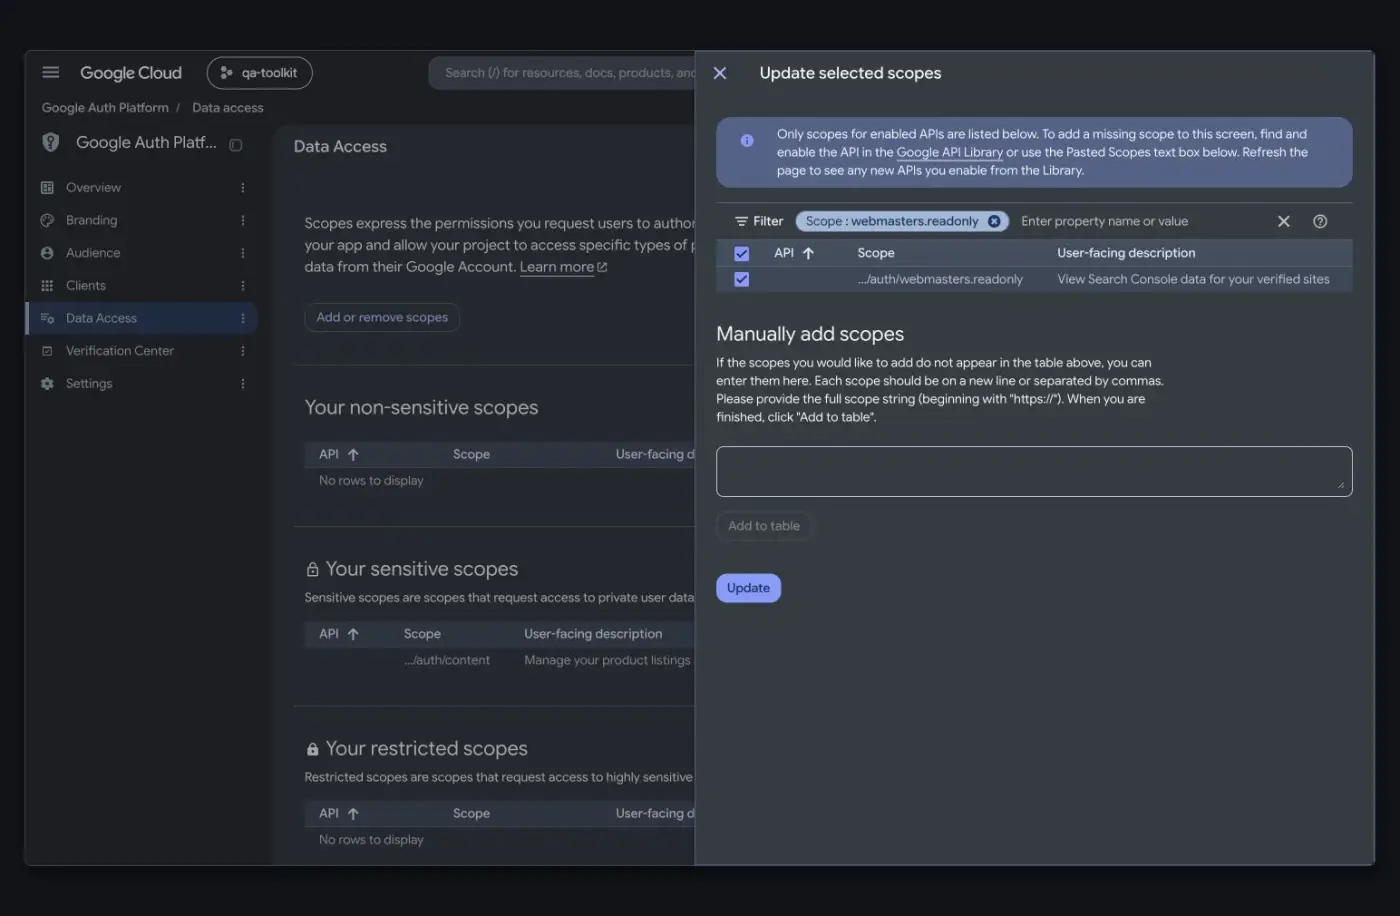 Google Cloud
qa-toolkit
Search (/) for resources, docs, products, and
Google Auth Platform / Data access
Google Auth Platf...
Overview
Branding
Audience
Clients
Data Access
Verification Center
Settings
Data Access
Scopes express the permissions you request users to author
your app and allow your project to access specific types of p
data from their Google Account. Learn more
Add or remove scopes
Your non-sensitive scopes
API Scope User-facing d
No rows to display
Your sensitive scopes
Sensitive scopes are scopes that request access to private user data
API Scope User-facing description
.../auth/content Manage your product listings
Your restricted scopes
Restricted scopes are scopes that request access to highly sensitive
API Scope User-facing d
No rows to display
Update selected scopes
Only scopes for enabled APIs are listed below. To add a missing scope to this screen, find and
enable the API in the Google API Library or use the Pasted Scopes text box below. Refresh the
page to see any new APIs you enable from the Library.
Filter Scope : webmasters.readonly Enter property name or value
API Scope User-facing description
.../auth/webmasters.readonly View Search Console data for your verified sites
Manually add scopes
If the scopes you would like to add do not appear in the table above, you can
enter them here. Each scope should be on a new line or separated by commas.
Please provide the full scope string (beginning with "https://"). When you are
finished, click "Add to table".
Add to table
Update